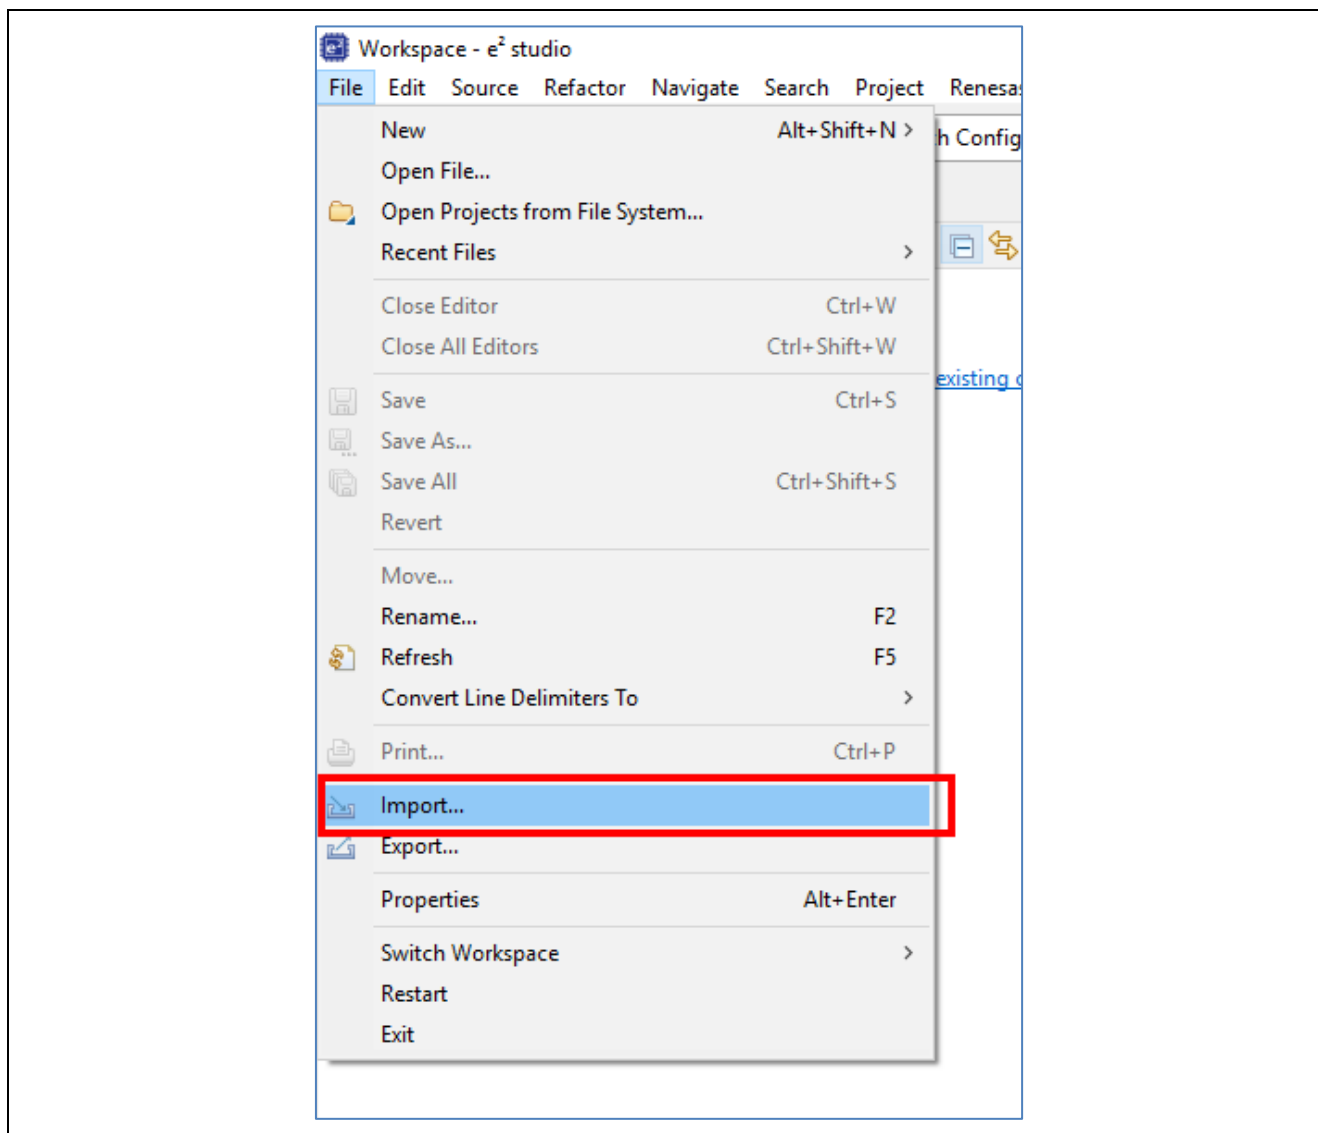 Workspace - e² studio
File Edit Source Refactor Navigate Search Project Renesas
New Alt+Shift+N >
h Config
Open File...
Open Projects from File System...
Recent Files >
Close Editor Ctrl+W
Close All Editors Ctrl+Shift+W
existing
Save Ctrl+S
Save As...
Save All Ctrl+Shift+S
Revert
Move...
Rename... F2
Refresh F5
Convert Line Delimiters To >
Print... Ctrl+P
Import...
Export...
Properties Alt+Enter
Switch Workspace >
Restart
Exit